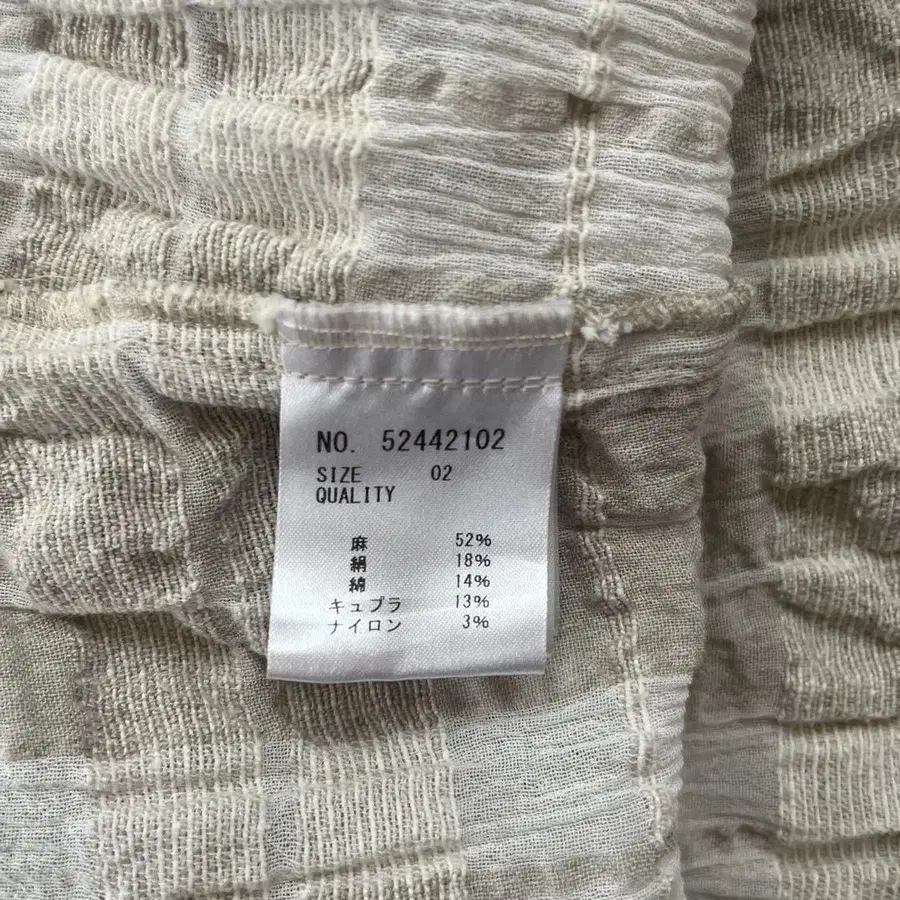 NO. 52442102
SIZE 02
QUALITY
麻 52%
絹 18%
綿 14%
キュプラ 13%
ナイロン 3%